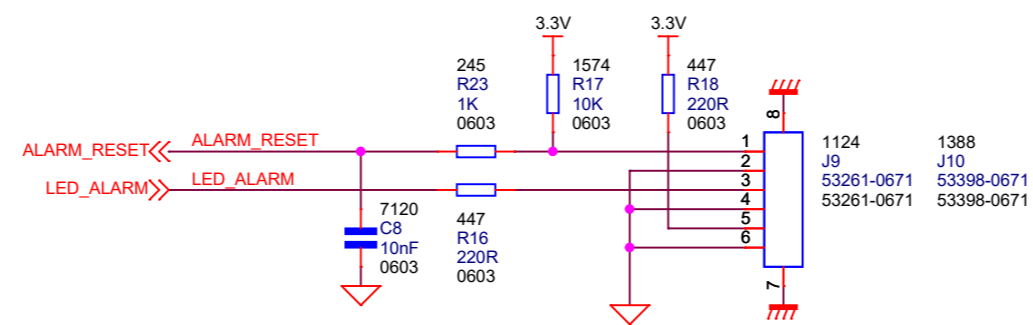 3.3V
3.3V
245
R23
1K
0603
1574
R17
10K
0603
447
R18
220R
0603
8
ALARM_RESET
ALARM_RESET
1
2
3
4
5
6
1124
J9
53261-0671
53261-0671
1388
J10
53398-0671
53398-0671
LED_ALARM
LED_ALARM
7120
C8
10nF
0603
447
R16
220R
0603
7